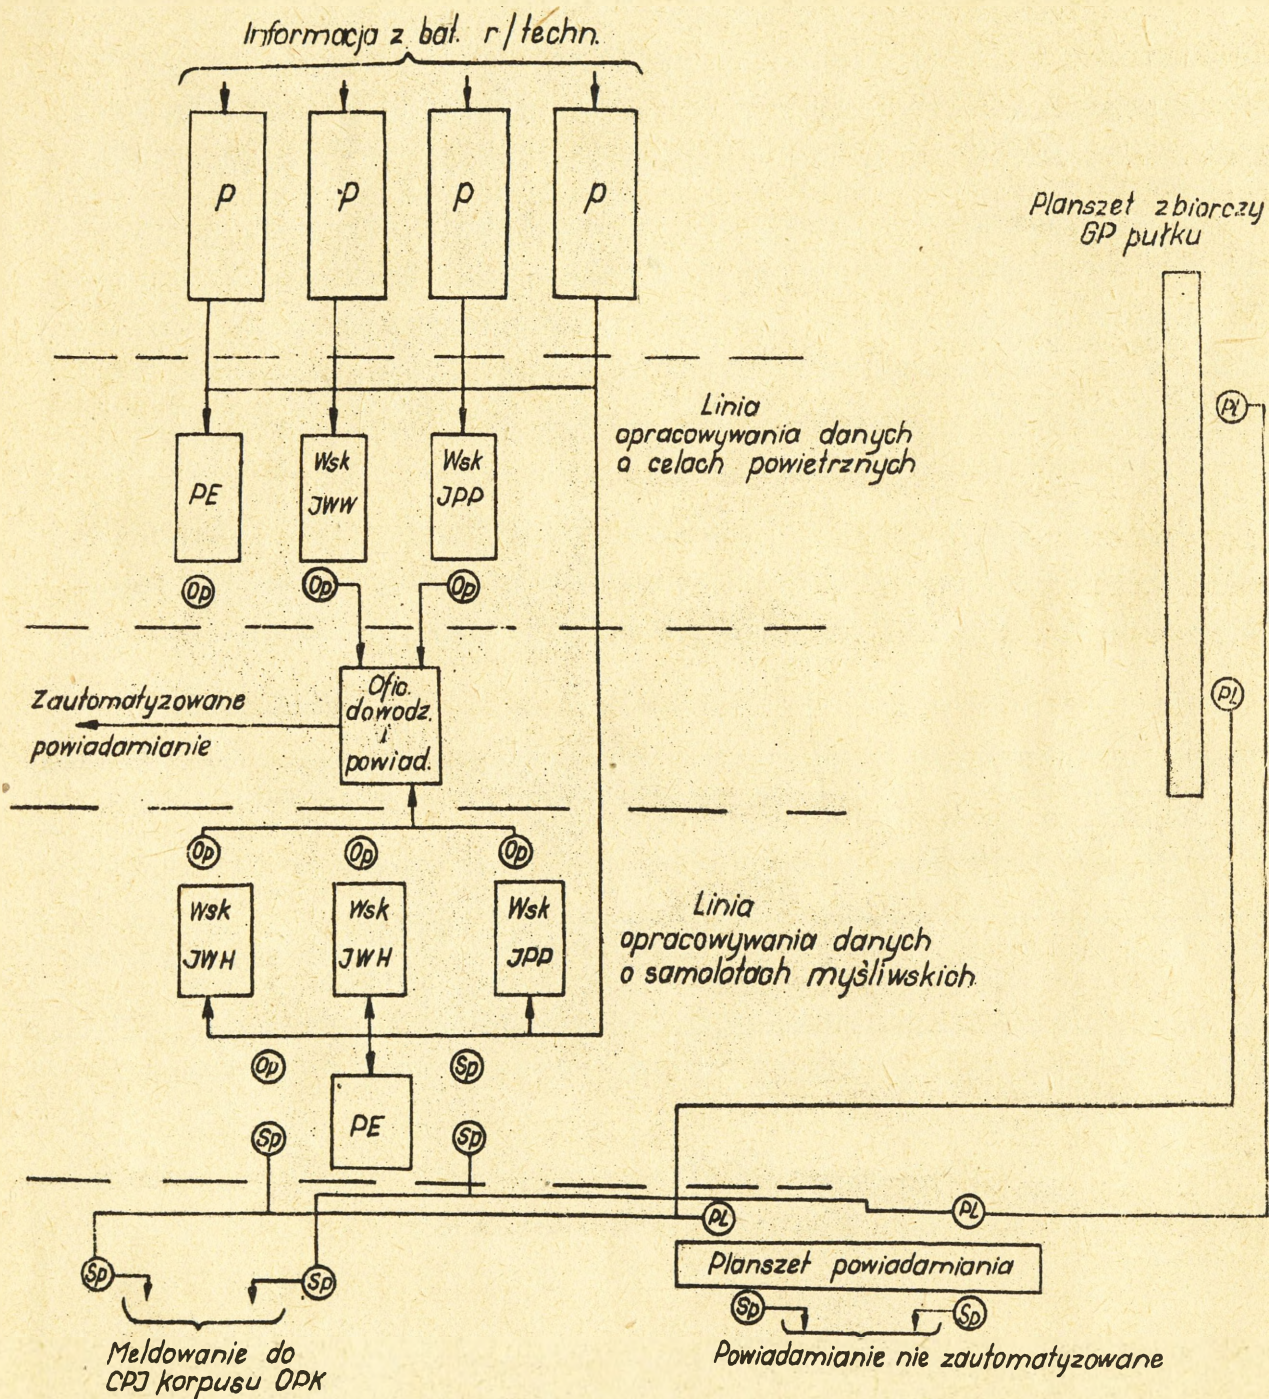 Informacja z bat. r/techn.
P
P
P
P
Planszet zbiorczy
GP pułku
Linia
opracowywania danych
o celach powietrznych
Pl
PE
Wsk
JWW
Wsk
JPP
Op
Op
Op
Zautomatyzowane
powiadamianie
Ofic.
dowodz.
i
powiad.
PL
Op
Op
Op
Wsk
JWH
Wsk
JWH
Wsk
JPP
Linia
opracowywania danych
o samolotach myśliwskich
Op
Sp
PE
Sp
Sp
PL
PL
Sp
Sp
Planszet powiadamiania
Sp
Sp
Meldowanie do
CPJ korpusu OPK
Powiadamianie nie zautomatyzowane